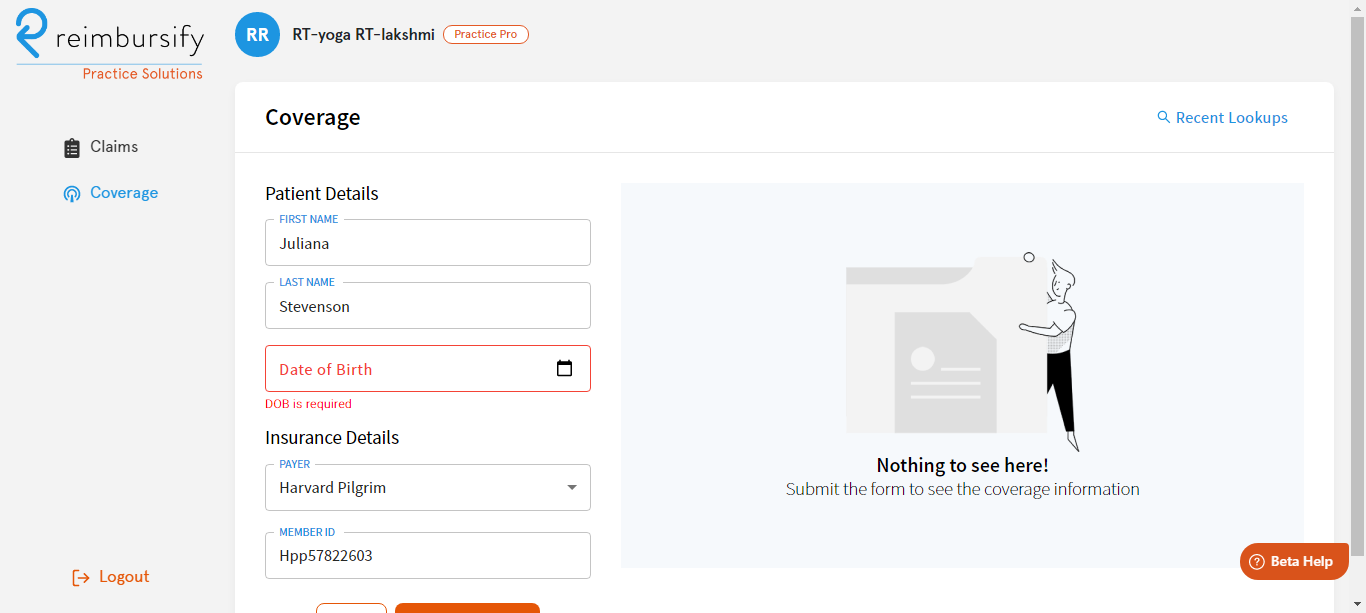 reimbursify
Practice Solutions
RR RT-yoga RT-lakshmi Practice Pro
Claims
Coverage
Logout
Coverage
Recent Lookups
Patient Details
FIRST NAME
Juliana
LAST NAME
Stevenson
Date of Birth
DOB is required
Insurance Details
PAYER
Harvard Pilgrim
MEMBER ID
Hpp57822603
Nothing to see here!
Submit the form to see the coverage information
? Beta Help